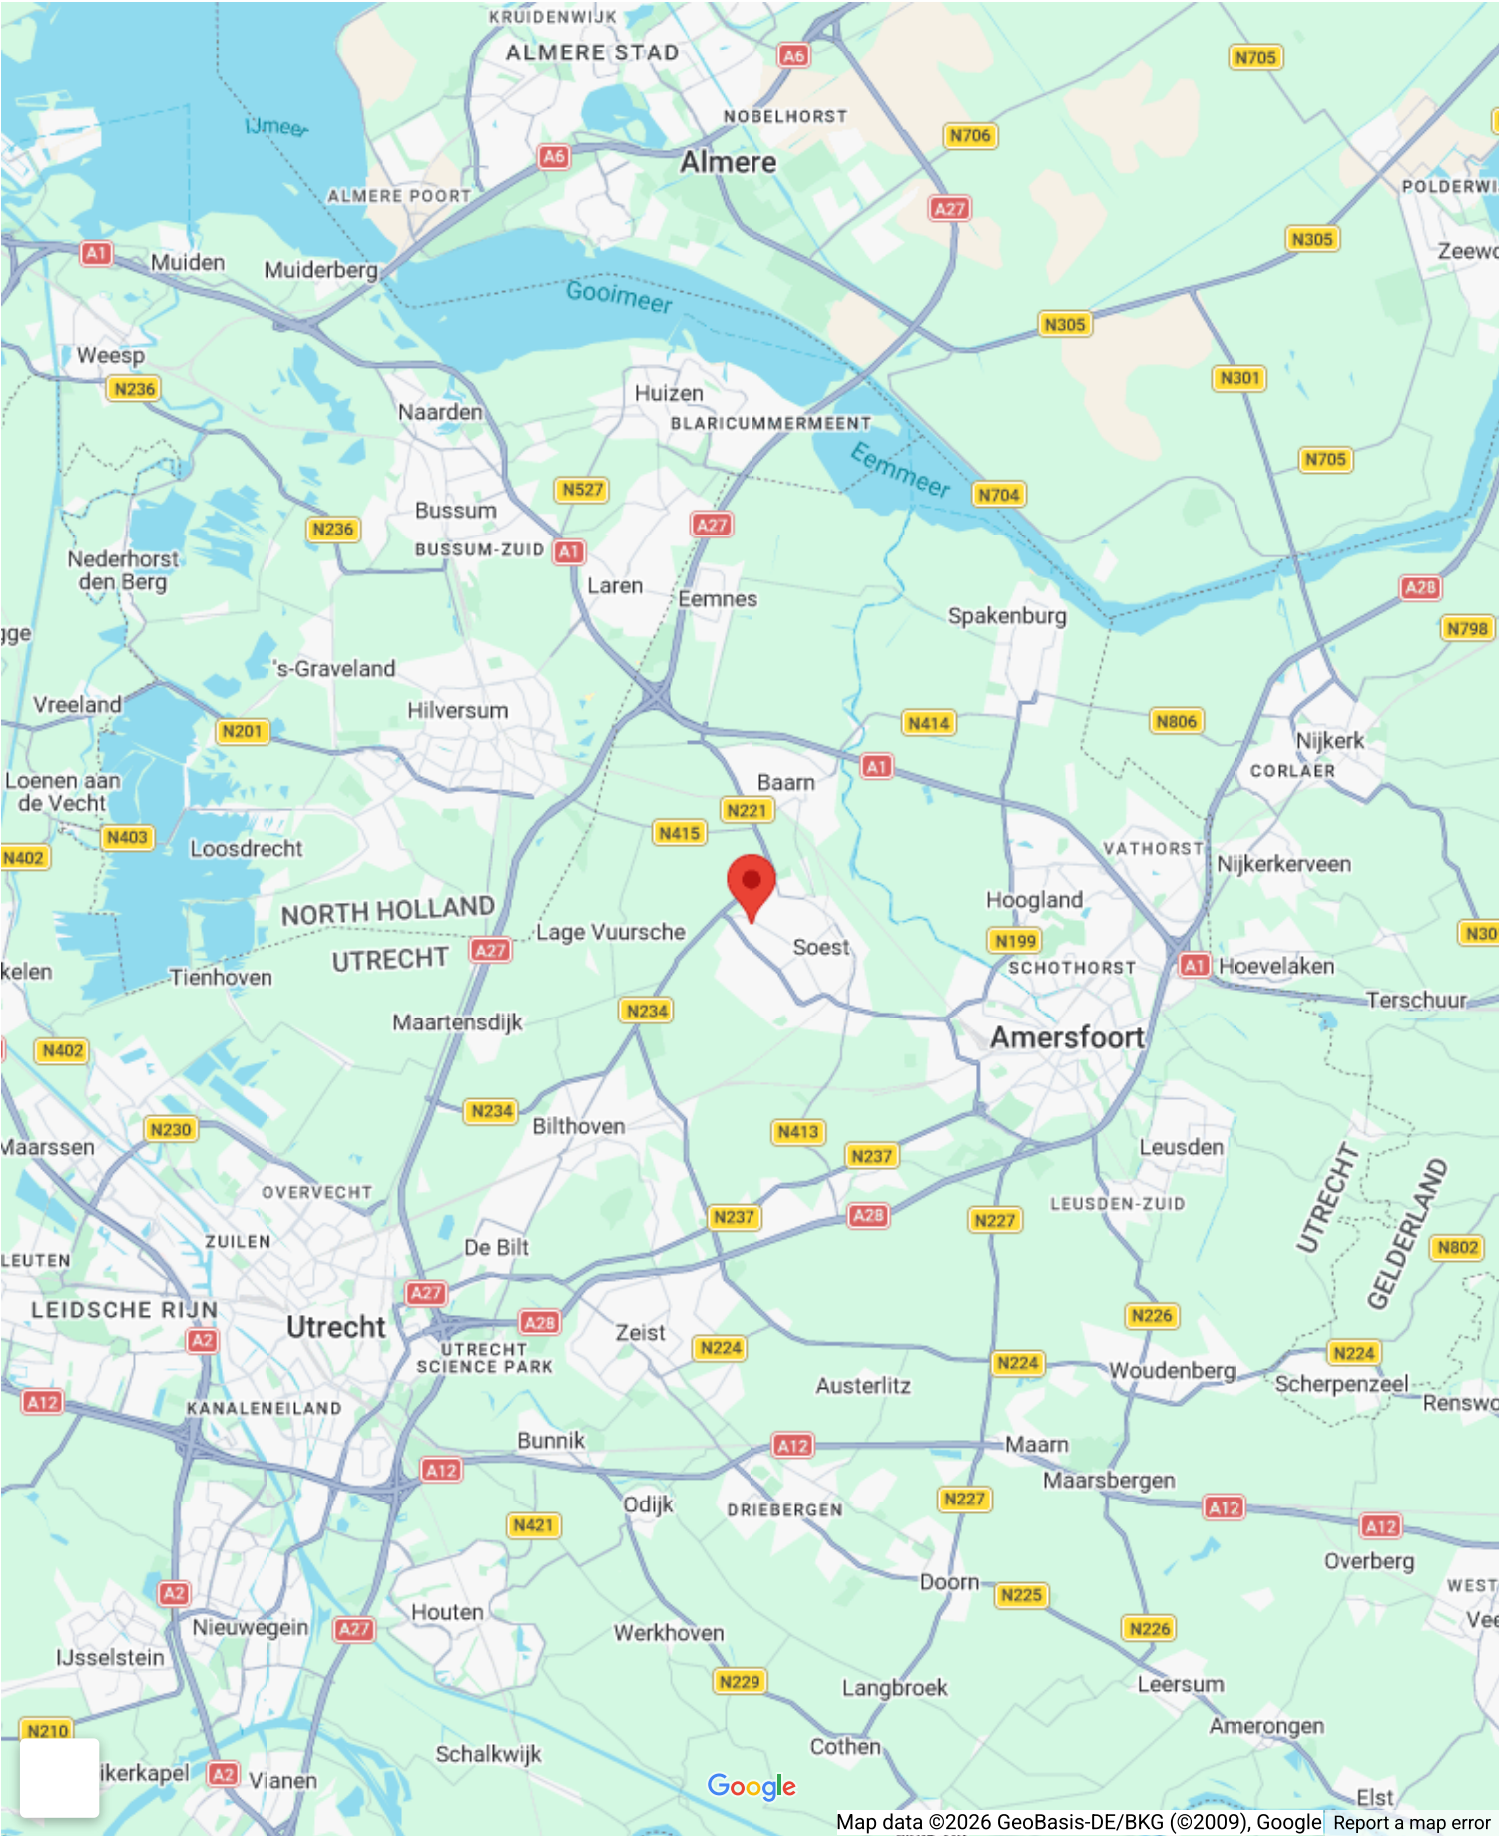 KRUIDENWIJK
ALMERE STAD
A6
N705
NOBELHORST
N706
IJmeer
A6
Almere
ALMERE POORT
POLDERWI
A27
N305
A1
Muiden
Muiderberg
Zeewo
Gooimeer
N305
Weesp
N236
N301
Huizen
Naarden
BLARICUMMERMEENT
Eemmeer
N705
N527
N704
Bussum
N236
A27
BUSSUM-ZUID
A1
Nederhorst
den Berg
Laren
Eemnes
A28
Spakenburg
N798
gge
's-Graveland
Vreeland
Hilversum
N201
N414
N806
Nijkerk
A1
CORLAER
Loenen aan
de Vecht
Baarn
N221
N415
N403
N402
Loosdrecht
VATHORST
Nijkerkerveen
Hoogland
NORTH HOLLAND
Lage Vuursche
N199
N30
UTRECHT
A27
Soest
kelen
Tienhoven
SCHOTHORST
A1
Hoevelaken
Terschuur
N234
Maartensdijk
Amersfoort
N402
N234
Bilthoven
N230
N413
Maarssen
N237
Leusden
UTRECHT
GELDERLAND
OVERVECHT
LEUSDEN-ZUID
N237
A28
N227
ZUILEN
De Bilt
N802
LEUTEN
A27
LEIDSCHE RIJN
Utrecht
A28
N226
A2
Zeist
UTRECHT
SCIENCE PARK
N224
N224
N224
Woudenberg
Austerlitz
Scherpenzeel
A12
KANALENEILAND
Renswo
Bunnik
A12
Maarn
A12
Maarsbergen
Odijk
DRIEBERGEN
N227
A12
A12
N421
Overberg
Doorn
WEST
A2
N225
Houten
Vee
Nieuwegein
A27
Werkhoven
N226
IJsselstein
N229
Langbroek
Leersum
N210
Amerongen
Schalkwijk
Cothen
ikerkapel
A2
Vianen
Google
Elst
Map data ©2026 GeoBasis-DE/BKG (©2009), Google
Report a map error